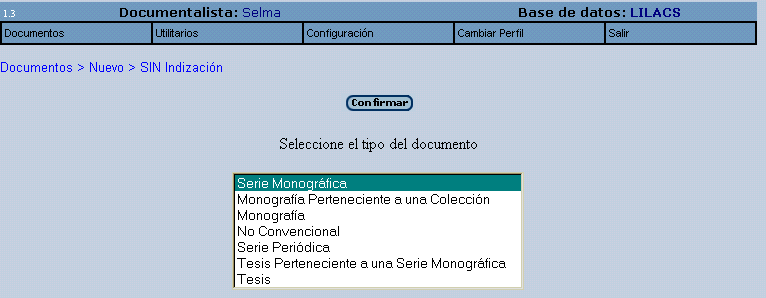 1.3 Documentalista: Selma Base de datos: LILACS
Documentos Utilitarios Configuración Cambiar Perfil Salir
Documentos > Nuevo > SIN Indización
Confirmar
Seleccione el tipo del documento
Serie Monográfica
Monografía Perteneciente a una Colección
Monografía
No Convencional
Serie Periódica
Tesis Perteneciente a una Serie Monográfica
Tesis